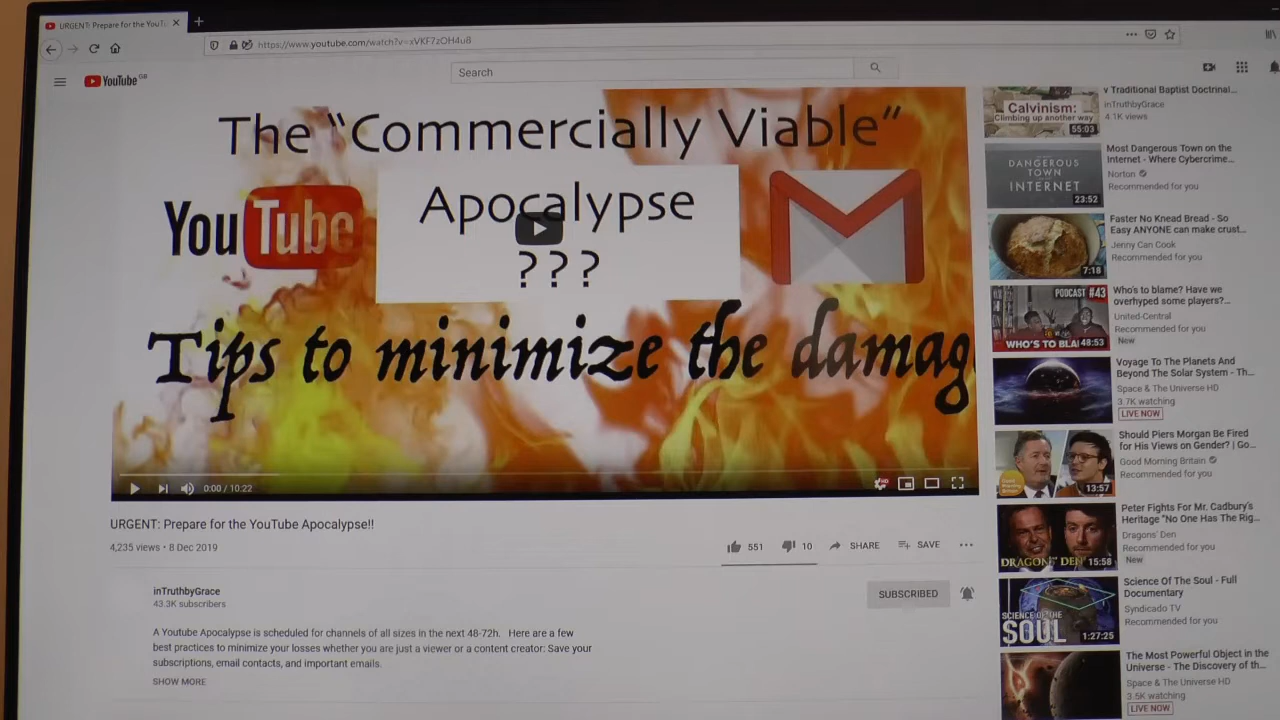 URGENT: Prepare for the YouT
https://www.youtube.com/watch?v=xVKF7zOH4u8
YouTube GB
Search
The “Commercially Viable”
YouTube
Apocalypse
???
Tips to minimize the damag
0:00 / 10:22
URGENT: Prepare for the YouTube Apocalypse!!
4,235 views • 8 Dec 2019
551
10
SHARE
SAVE
inTruthbyGrace
43.3K subscribers
SUBSCRIBED
A Youtube Apocalypse is scheduled for channels of all sizes in the next 48-72h. Here are a few
best practices to minimize your losses whether you are just a viewer or a content creator: Save your
subscriptions, email contacts, and important emails.
SHOW MORE
v Traditional Baptist Doctrinal...
inTruthbyGrace
4.1K views
Calvinism:
Climbing up another way
55:03
Most Dangerous Town on the
Internet - Where Cybercrime...
Norton
Recommended for you
DANGEROUS
TOWN
INTERNET
23:52
Faster No Knead Bread - So
Easy ANYONE can make crust...
Jenny Can Cook
Recommended for you
7:18
Who's to blame? Have we
overhyped some players?...
United-Central
Recommended for you
New
PODCAST #43
WHO'S TO BLA
48:53
Voyage To The Planets And
Beyond The Solar System - Th...
Space & The Universe HD
3.7K watching
LIVE NOW
Should Piers Morgan Be Fired
for His Views on Gender? | Go...
Good Morning Britain
Recommended for you
13:57
Peter Fights For Mr. Cadbury's
Heritage "No One Has The Rig...
Dragons' Den
Recommended for you
New
DRAGON' DEN
15:58
Science Of The Soul - Full
Documentary
Syndicado TV
Recommended for you
SCIENCE OF THE
SOUL
1:27:25
The Most Powerful Object in the
Universe - The Discovery of th...
Space & The Universe HD
3.5K watching
LIVE NOW